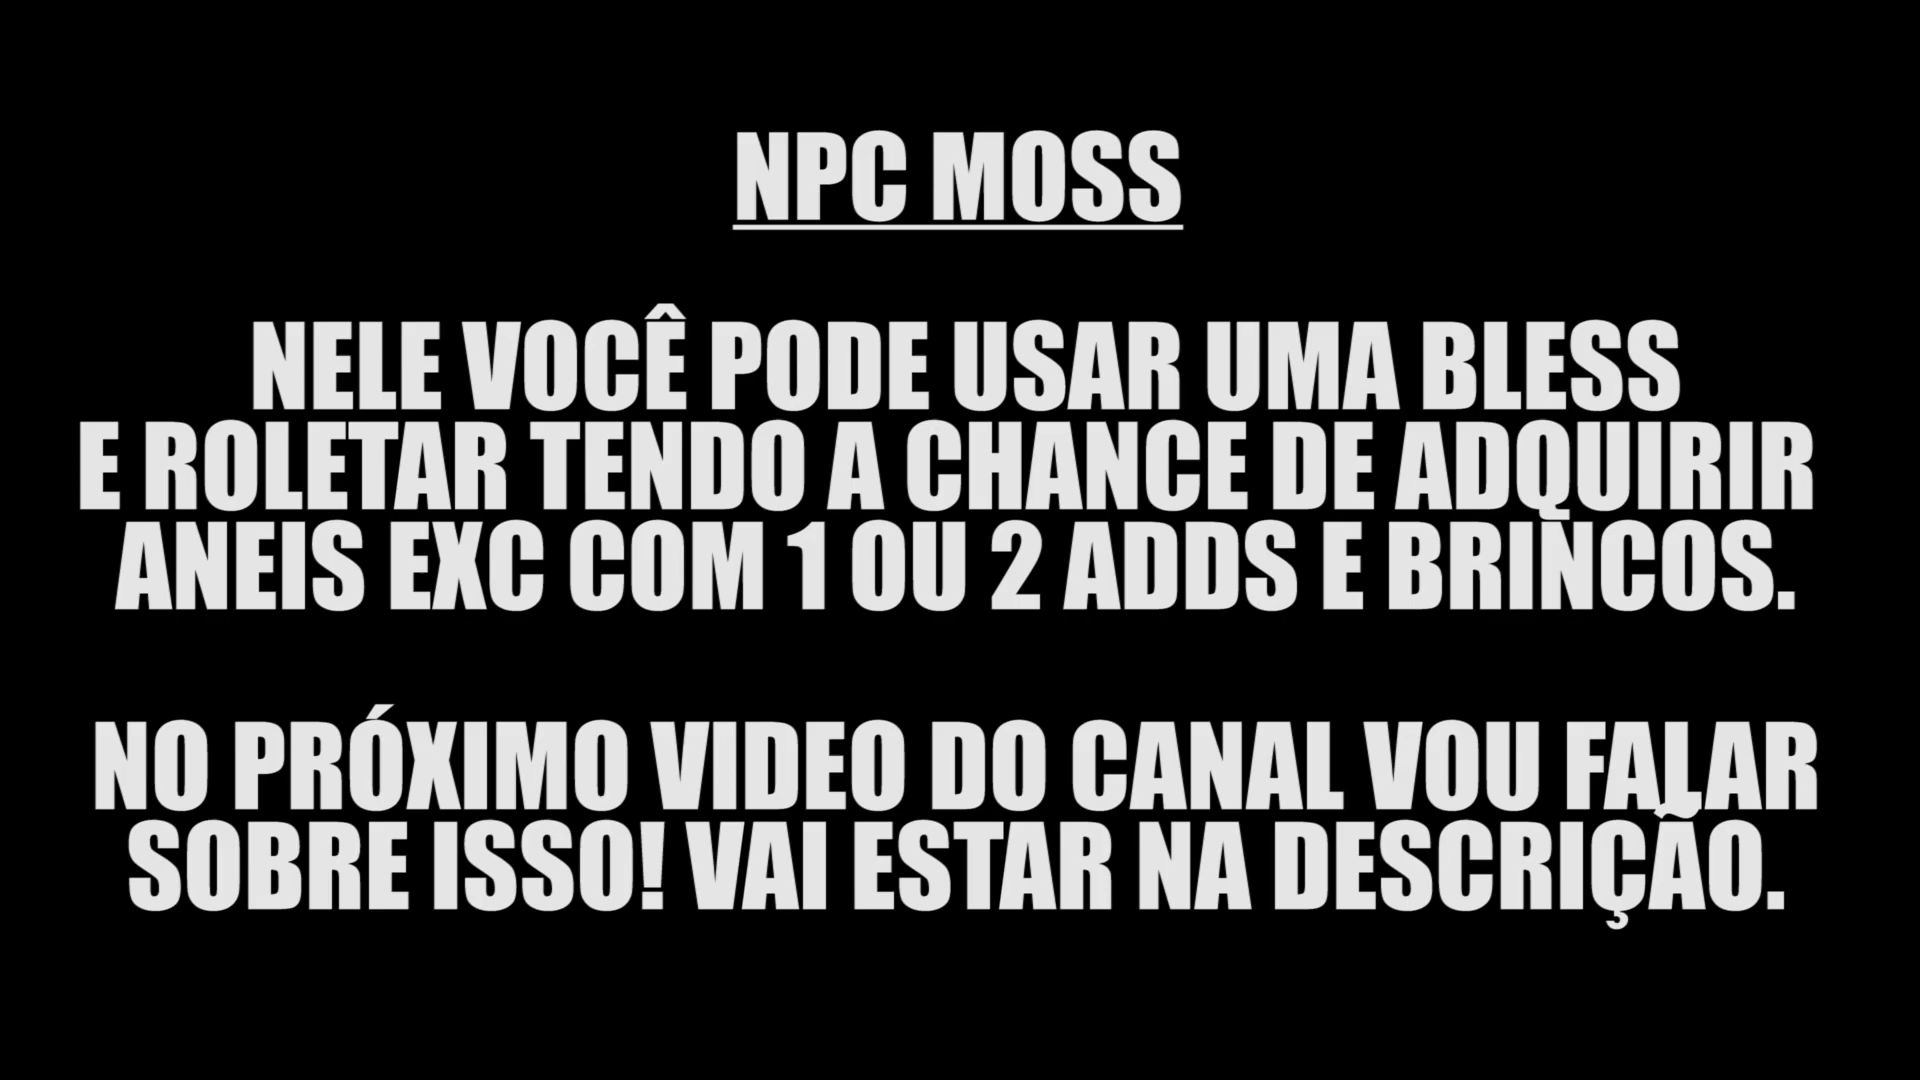 NPC MOSS
NELE VOCÊ PODE USAR UMA BLESS
E ROLETAR TENDO A CHANCE DE ADQUIRIR
ANEIS EXC COM 1 OU 2 ADDS E BRINCOS.
NO PRÓXIMO VIDEO DO CANAL VOU FALAR
SOBRE ISSO! VAI ESTAR NA DESCRIÇÃO.